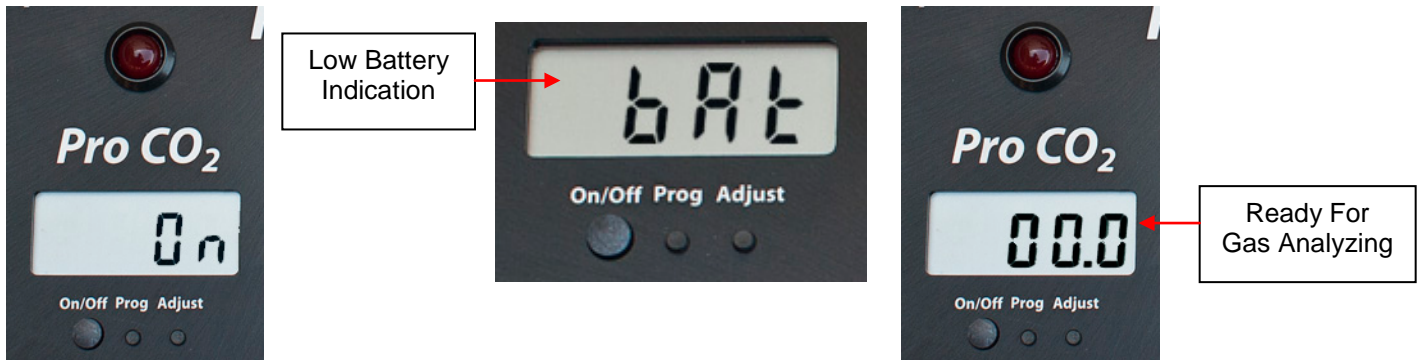 Pro CO2
0n
On/Off Prog Adjust
Low Battery
Indication
bAt
On/Off Prog Adjust
Pro CO2
00.0
On/Off Prog Adjust
Ready For
Gas Analyzing